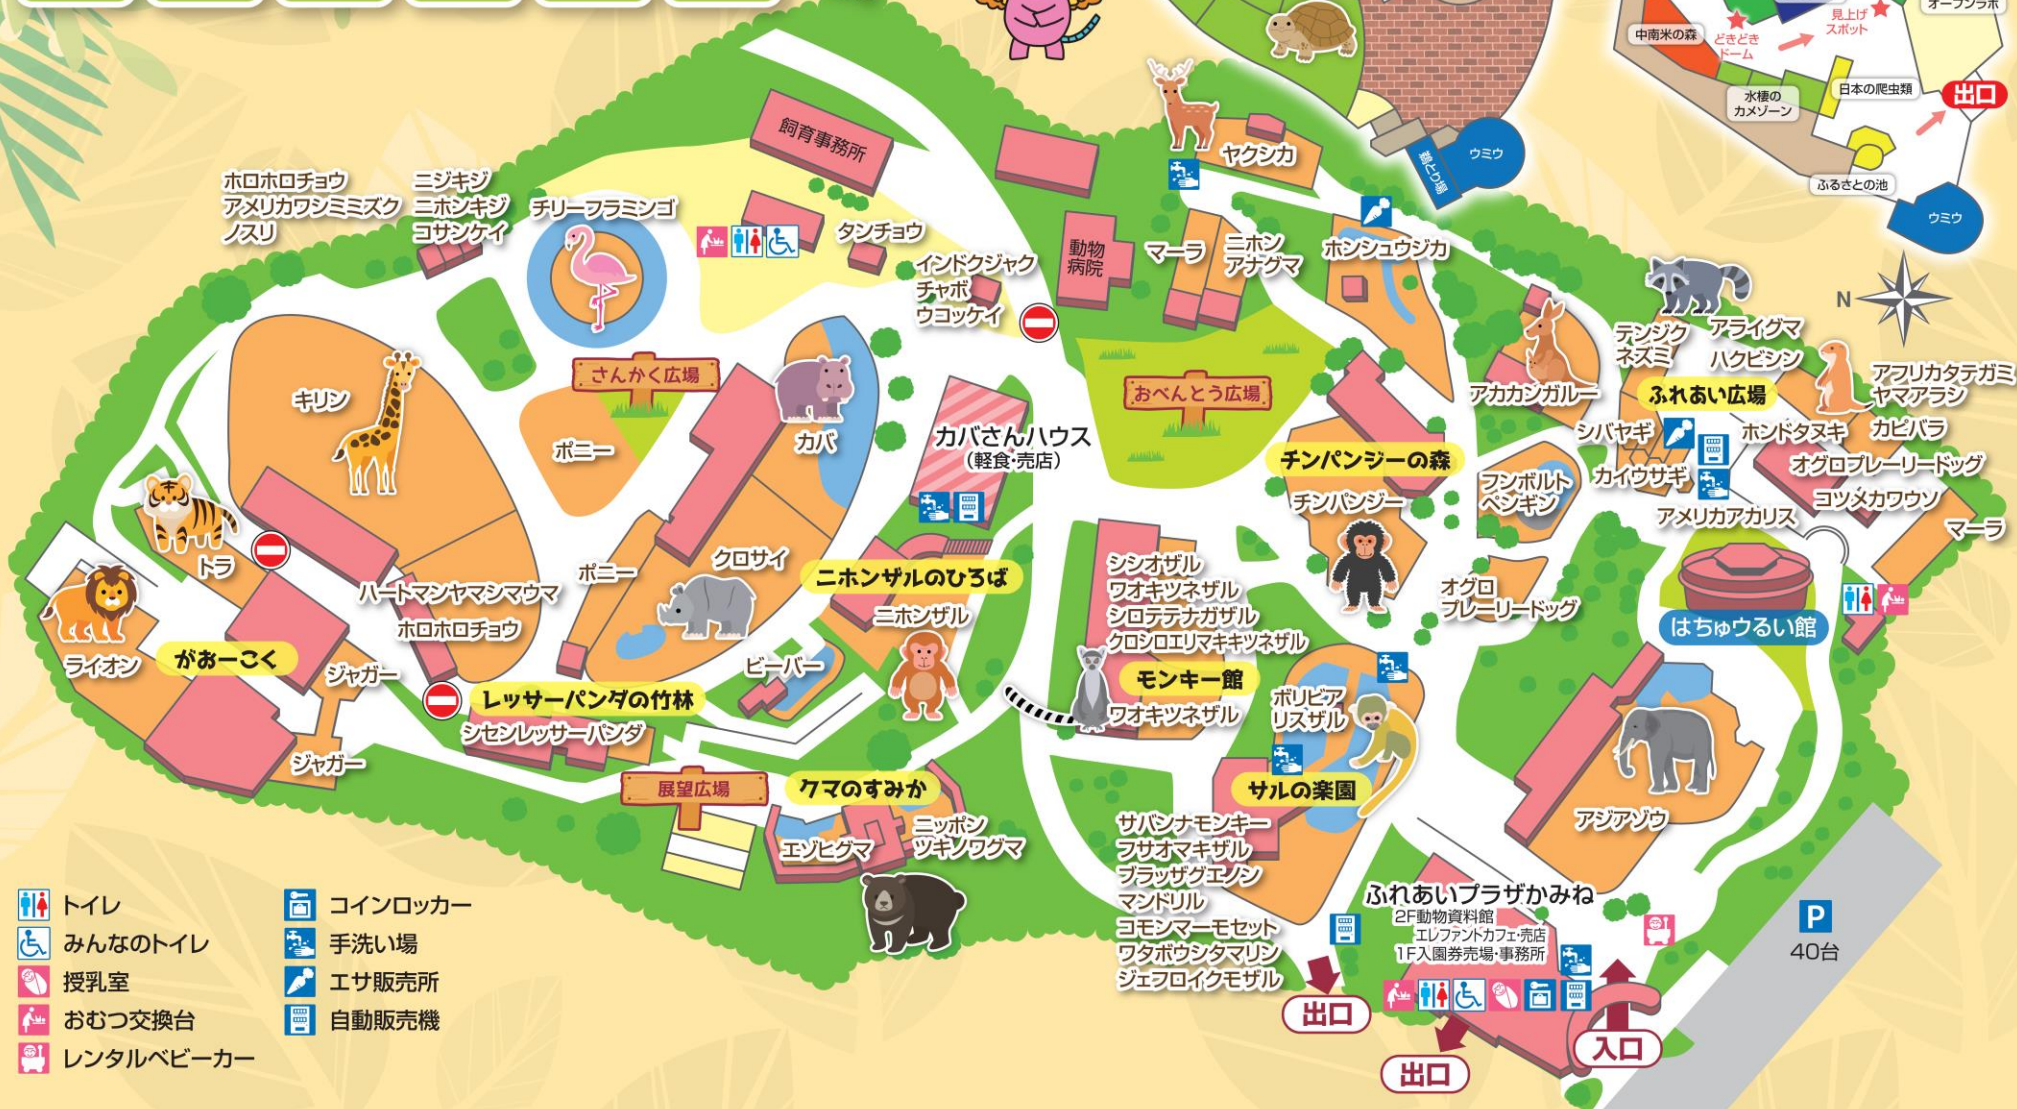 オープンラボ
見上げ
スポット
中南米の森
どきどき
ドーム
日本の爬虫類
水棲の
カメゾーン
出口
ふるさとの池
ウミウ
ウミウ
鵜とり場
飼育事務所
ヤクシカ
ホロホロチョウ
アメリカワシミミズク
ノスリ
ニジキジ
ニホンキジ
コサンケイ
チリーフラミンゴ
タンチョウ
インドクジャク
チャボ
ウコッケイ
動物
病院
マーラ
ニホン
アナグマ
ホンシュウジカ
N
テンジク
ネズミ
アライグマ
ハクビシン
アフリカタテガミ
ヤマアラシ
さんかく広場
おべんとう広場
アカカンガルー
ふれあい広場
キリン
ポニー
カバ
カバさんハウス
(軽食・売店)
チンパンジーの森
チンパンジー
フンボルト
ペンギン
シバヤギ
カイウサギ
ホンドタヌキ
カピバラ
オグロプレーリードッグ
コツメカワウソ
アメリカアカリス
マーラ
トラ
ハートマンヤマシマウマ
ホロホロチョウ
ポニー
クロサイ
ニホンザルのひろば
ニホンザル
シシオザル
ワオキツネザル
シロテテナガザル
クロシロエリマキキツネザル
モンキー館
ワオキツネザル
オグロ
プレーリードッグ
はちゅウるい館
ライオン
がおーこく
ジャガー
ジャガー
レッサーパンダの竹林
シセンレッサーパンダ
ビーバー
ボリビア
リスザル
サルの楽園
展望広場
クマのすみか
エゾヒグマ
ニッポン
ツキノワグマ
サバンナモンキー
フサオマキザル
ブラッザグエノン
マンドリル
コモンマーモセット
ワタボウシタマリン
ジェフロイクモザル
アジアゾウ
ふれあいプラザかみね
2F動物資料館
エレファントカフェ・売店
1F入園券売場・事務所
出口
出口
入口
P
40台
トイレ
みんなのトイレ
授乳室
おむつ交換台
レンタルベビーカー
コインロッカー
手洗い場
エサ販売所
自動販売機